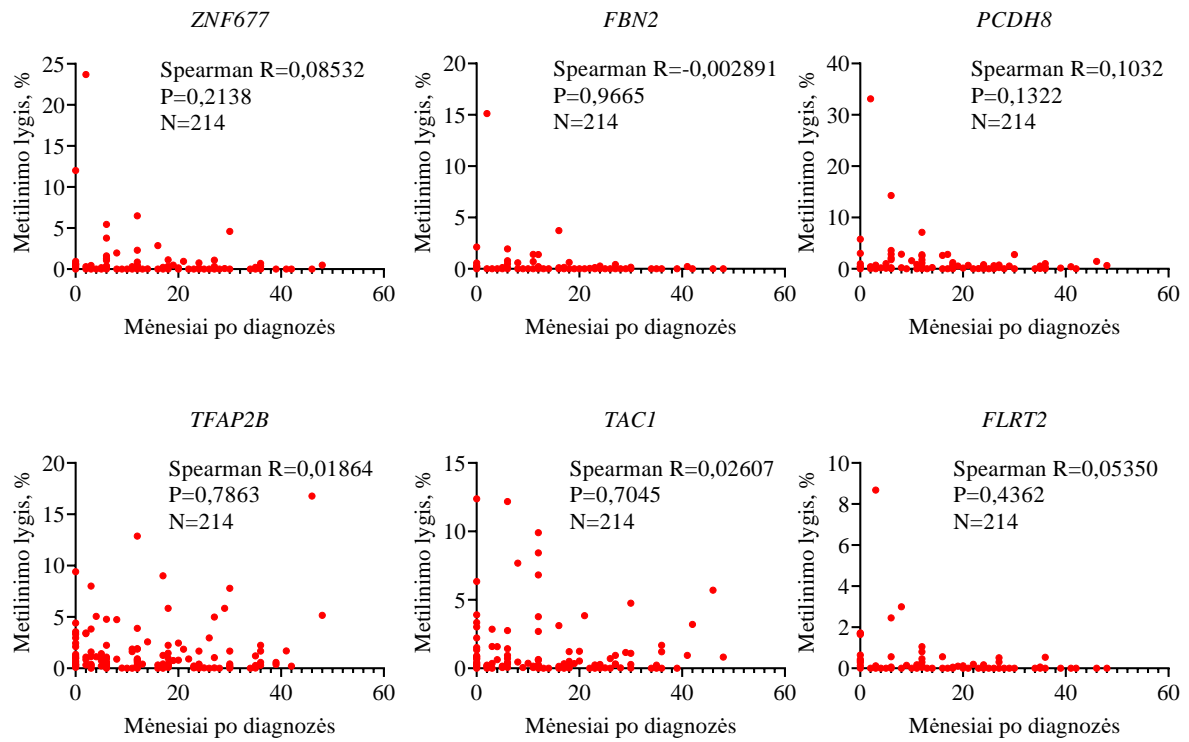 ZNF677
Spearman R=0,08532
P=0,2138
N=214
Metilinimo lygis, %
25
20
15
10
5
0
0
20
40
60
Mėnesiai po diagnozės
FBN2
Spearman R=-0,002891
P=0,9665
N=214
Metilinimo lygis, %
20
15
10
5
0
0
20
40
60
Mėnesiai po diagnozės
PCDH8
Spearman R=0,1032
P=0,1322
N=214
Metilinimo lygis, %
40
30
20
10
0
0
20
40
60
Mėnesiai po diagnozės
TFAP2B
Spearman R=0,01864
P=0,7863
N=214
Metilinimo lygis, %
20
15
10
5
0
0
20
40
60
Mėnesiai po diagnozės
TAC1
Spearman R=0,02607
P=0,7045
N=214
Metilinimo lygis, %
15
10
5
0
0
20
40
60
Mėnesiai po diagnozės
FLRT2
Spearman R=0,05350
P=0,4362
N=214
Metilinimo lygis, %
10
8
6
4
2
0
0
20
40
60
Mėnesiai po diagnozės